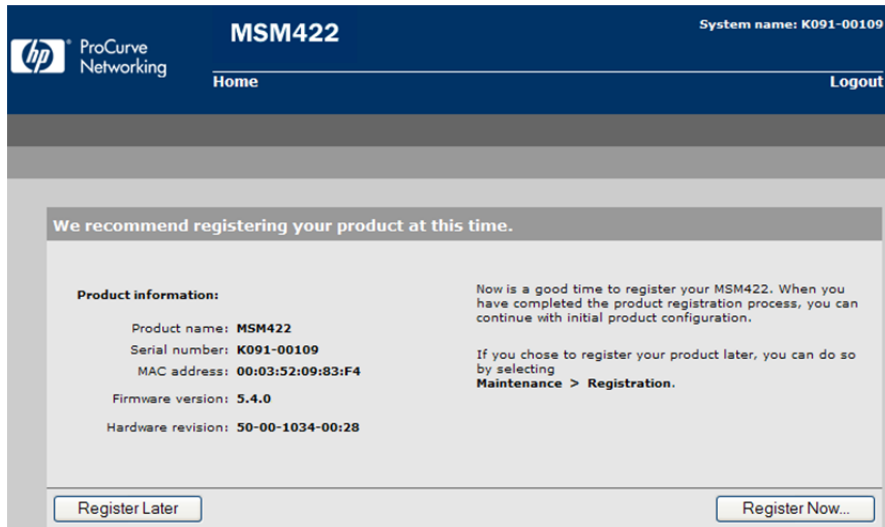 hp
ProCurve
Networking
MSM422
System name: K091-00109
Home
Logout
We recommend registering your product at this time.
Product information:
Product name: MSM422
Serial number: K091-00109
MAC address: 00:03:52:09:83:F4
Firmware version: 5.4.0
Hardware revision: 50-00-1034-00:28
Now is a good time to register your MSM422. When you
have completed the product registration process, you can
continue with initial product configuration.
If you chose to register your product later, you can do so
by selecting
Maintenance > Registration.
Register Later
Register Now...